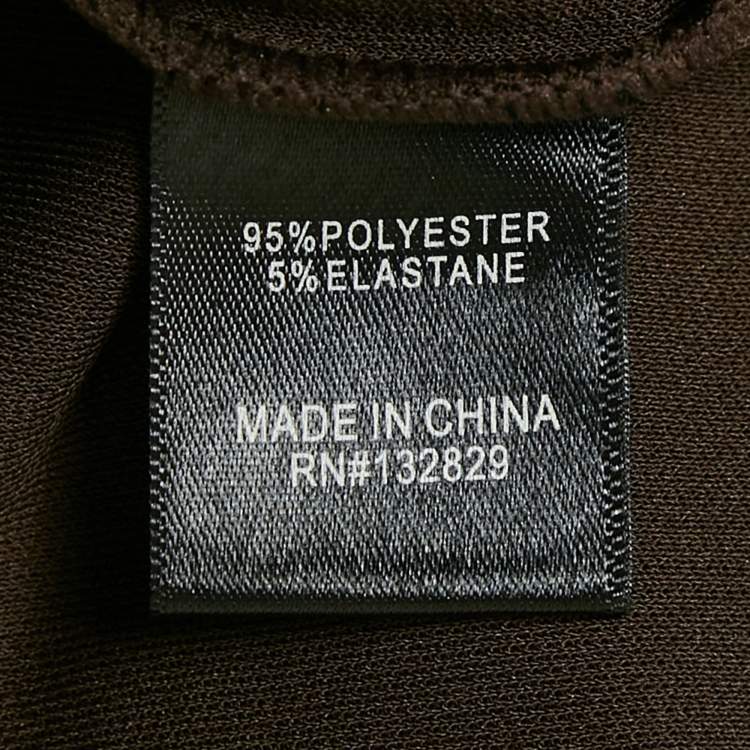 95%POLYESTER
5%ELASTANE
MADE IN CHINA
RN#132829